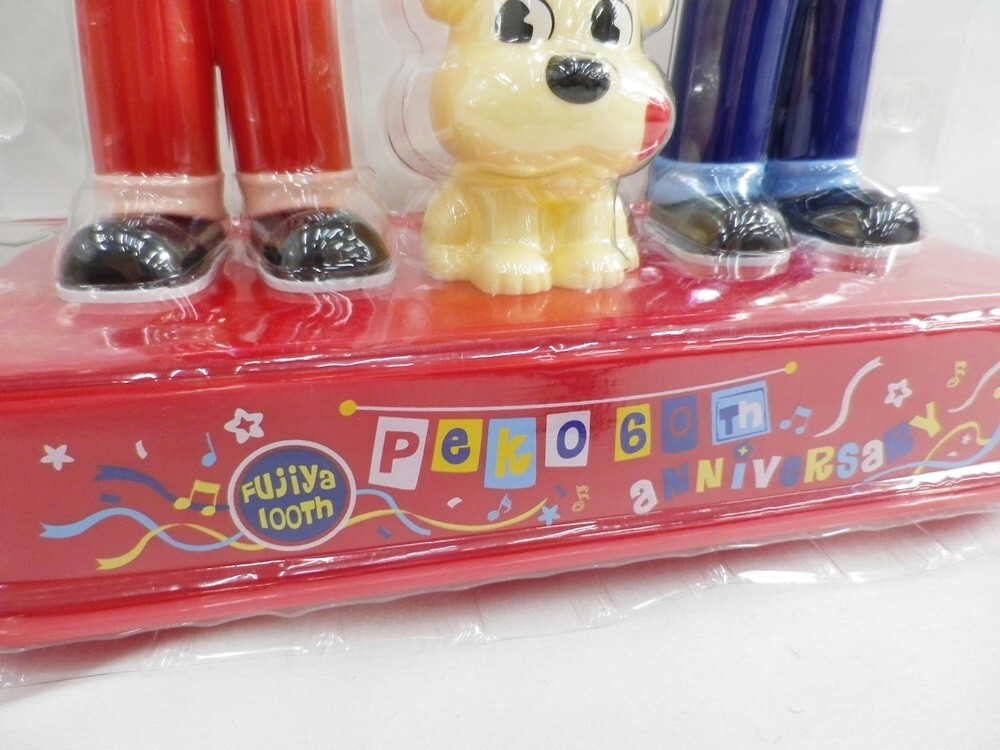 FUJIYA
100TH
PEKO 60TH
ANNIVERSARY